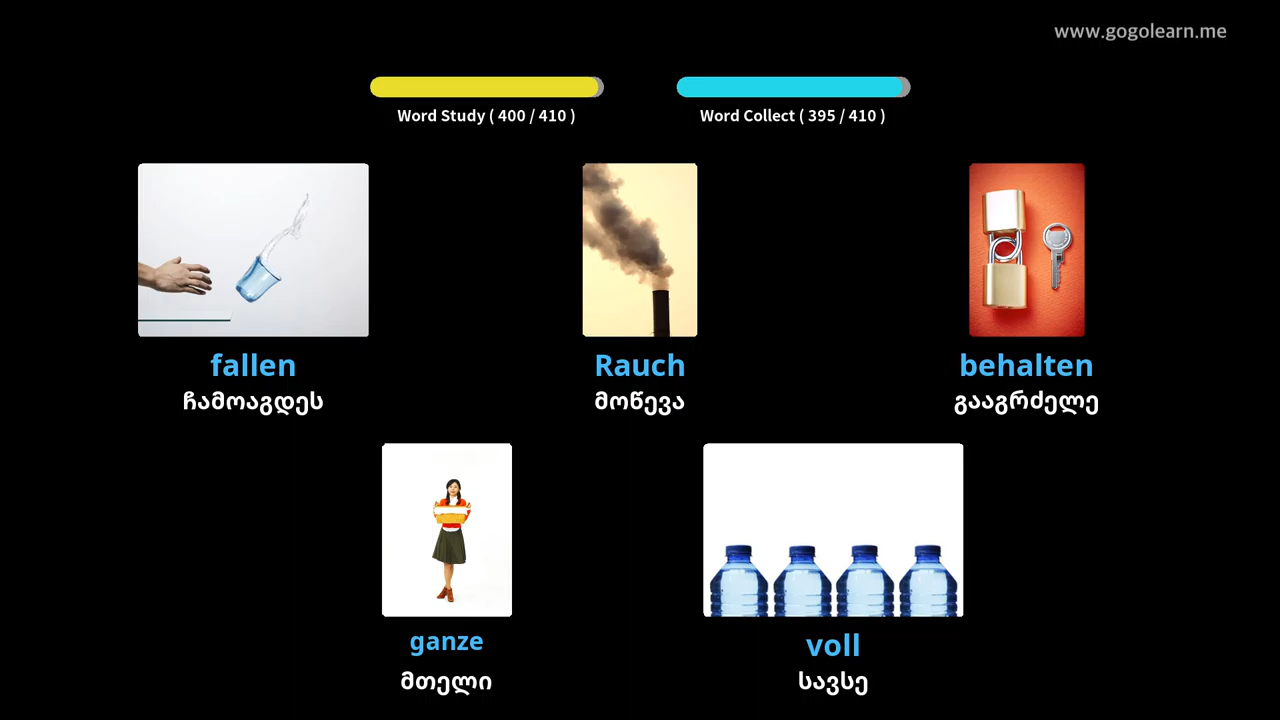 www.gogolearn.me
Word Study ( 400 / 410 )
Word Collect ( 395 / 410 )
fallen
ჩამოაგდეს
Rauch
მოწევა
behalten
გააგრძელე
ganze
მთელი
voll
სავსე